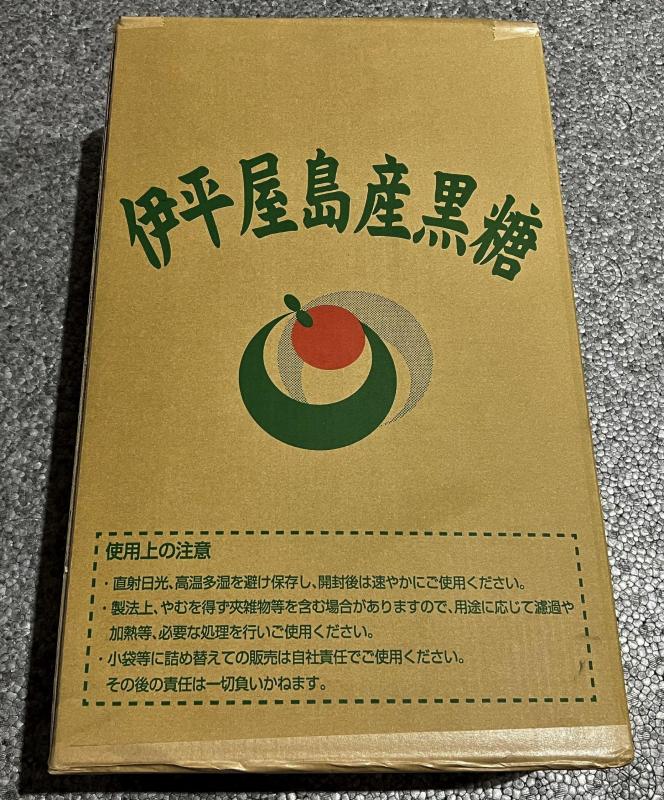 伊平屋島産黒糖
使用上の注意
・直射日光、高温多湿を避け保存し、開封後は速やかにご使用ください。
・製法上、やむを得ず夾雑物等を含む場合がありますので、用途に応じて濾過や
加熱等、必要な処理を行いご使用ください。
・小袋等に詰め替えての販売は自社責任でご使用ください。
その後の責任は一切負いかねます。